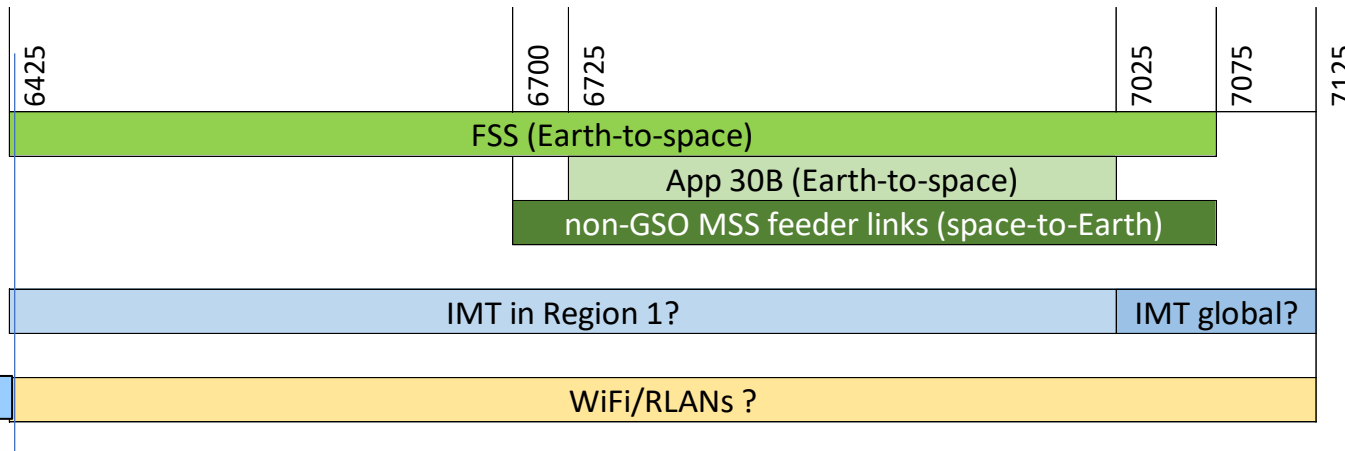 6425
6700
6725
7025
7075
7125
FSS (Earth-to-space)
App 30B (Earth-to-space)
non-GSO MSS feeder links (space-to-Earth)
IMT in Region 1?
IMT global?
WiFi/RLANs ?